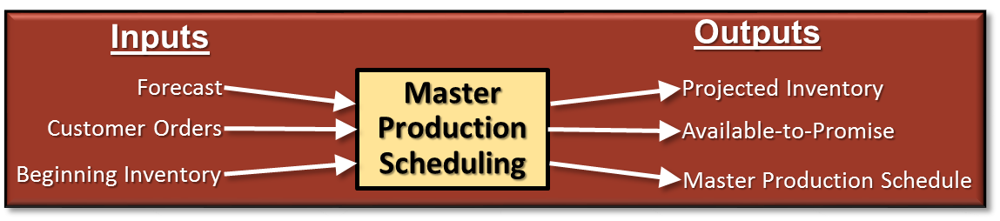 Inputs
Forecast
Customer Orders
Beginning Inventory
Master
Production
Scheduling
Outputs
Projected Inventory
Available-to-Promise
Master Production Schedule